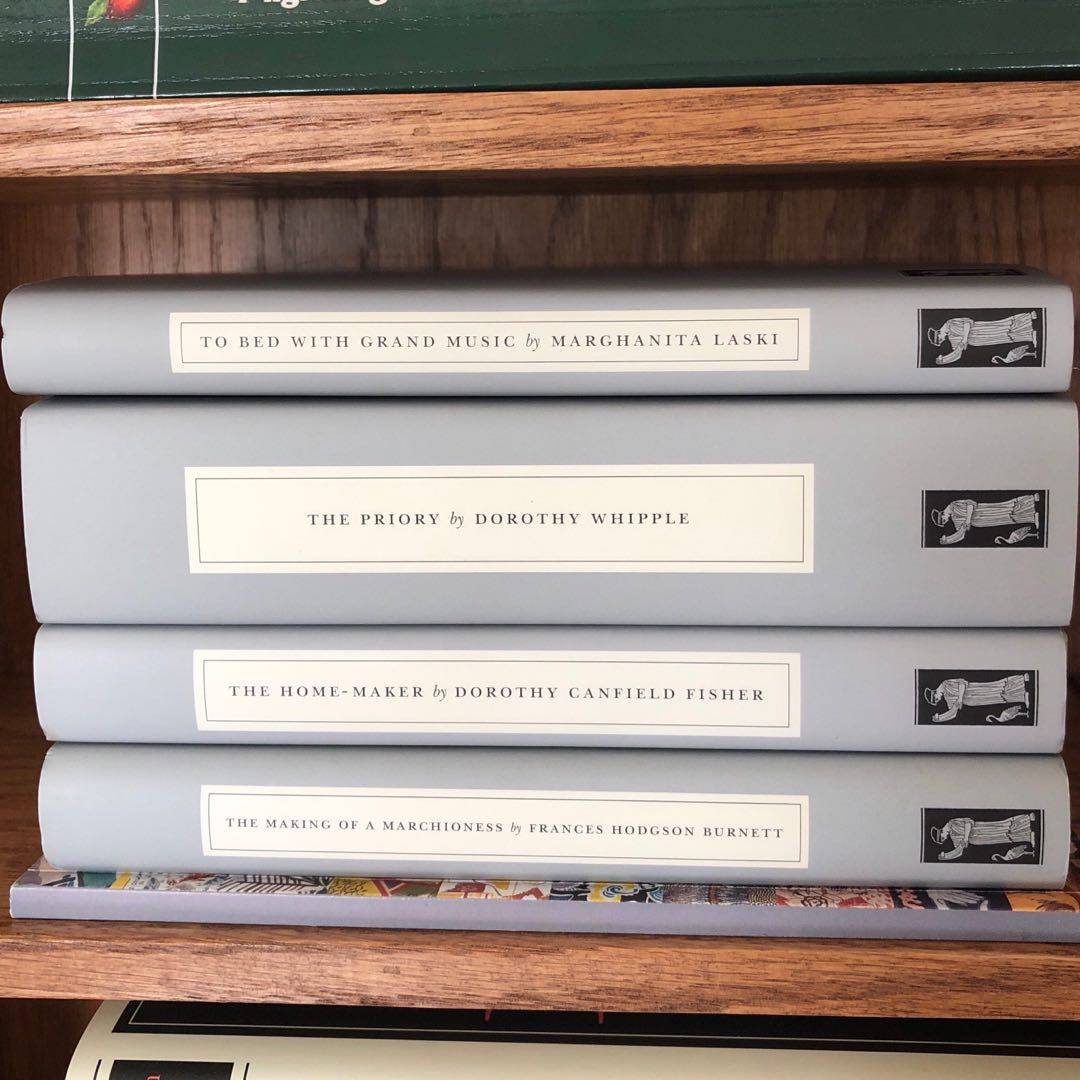 TO BED WITH GRAND MUSIC by MARGHANITA LASKI
THE PRIORY by DOROTHY WHIPPLE
THE HOME-MAKER by DOROTHY CANFIELD FISHER
THE MAKING OF A MARCHIONESS by FRANCES HODGSON BURNETT